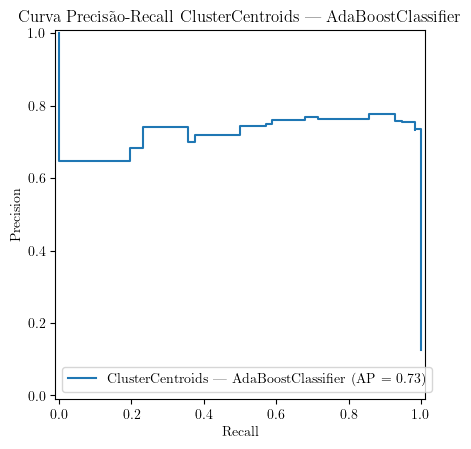 Curva Precisão-Recall ClusterCentroids — AdaBoostClassifier
1.0
0.8
0.6
0.4
0.2
0.0
Precision
ClusterCentroids — AdaBoostClassifier (AP = 0.73)
0.0 0.2 0.4 0.6 0.8 1.0
Recall